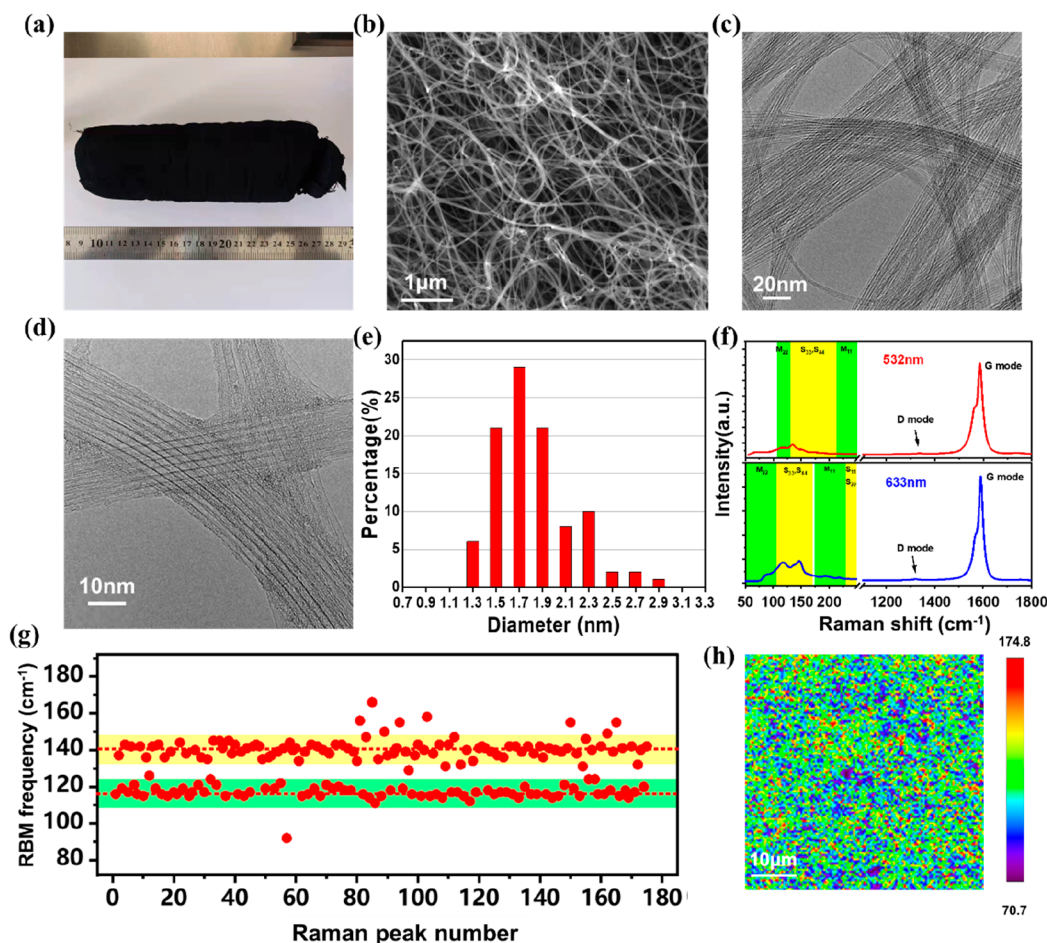 (a)
8 9 10 11 12 13 14 15 16 17 18 19 20 21 22 23 24 25 26 27 28 29
(b)
1μm
(c)
20nm
(d)
10nm
(e)
Percentage(%)
30
25
20
15
10
5
0
0.7 0.9 1.1 1.3 1.5 1.7 1.9 2.1 2.3 2.5 2.7 2.9 3.1 3.3
Diameter (nm)
(f)
Intensity(a.u.)
M22 S33,S44 M11
532nm
G mode
D mode
M22 S33,S44 M11 S11
S22
633nm
G mode
D mode
50 100 150 200 1200 1400 1600 1800
Raman shift (cm-1)
(g)
RBM frequency (cm-1)
180
160
140
120
100
80
0 20 40 60 80 100 120 140 160 180
Raman peak number
(h)
10μm
174.8
70.7